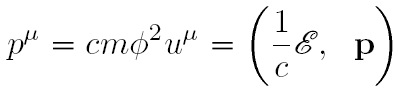 p^μ = cmϕ²u^μ = (1/c ℰ, **p**)